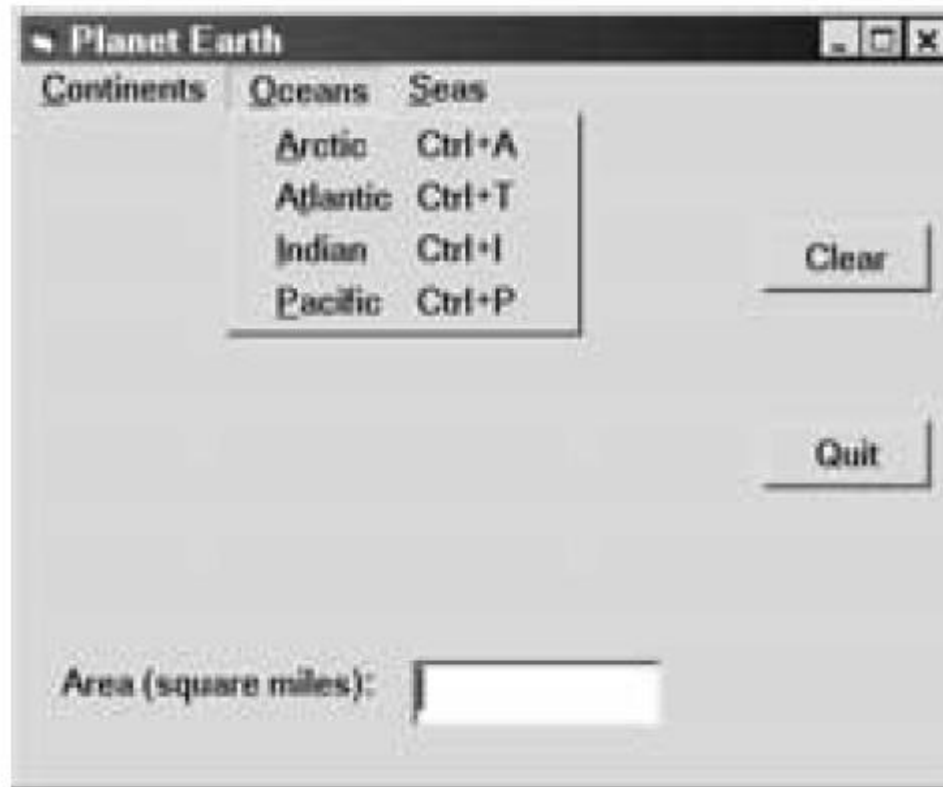 Planet Earth
Continents Oceans Seas
Arctic Ctrl+A
Atlantic Ctrl+T
Indian Ctrl+I
Pacific Ctrl+P
Clear
Quit
Area (square miles):